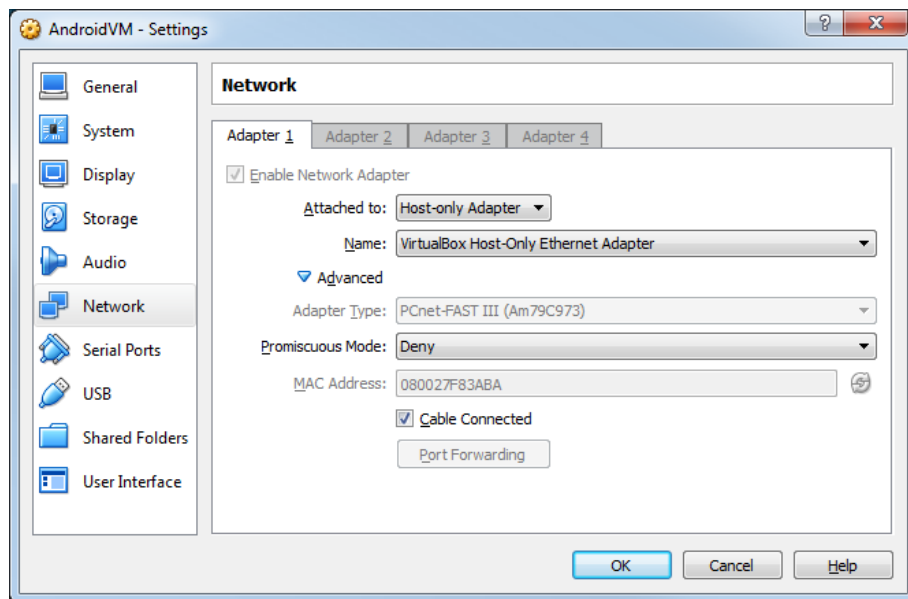 AndroidVM - Settings
General
System
Display
Storage
Audio
Network
Serial Ports
USB
Shared Folders
User Interface
Network
Adapter 1 Adapter 2 Adapter 3 Adapter 4
Enable Network Adapter
Attached to: Host-only Adapter
Name: VirtualBox Host-Only Ethernet Adapter
Advanced
Adapter Type: PCnet-FAST III (Am79C973)
Promiscuous Mode: Deny
MAC Address: 080027F83ABA
Cable Connected
Port Forwarding
OK Cancel Help